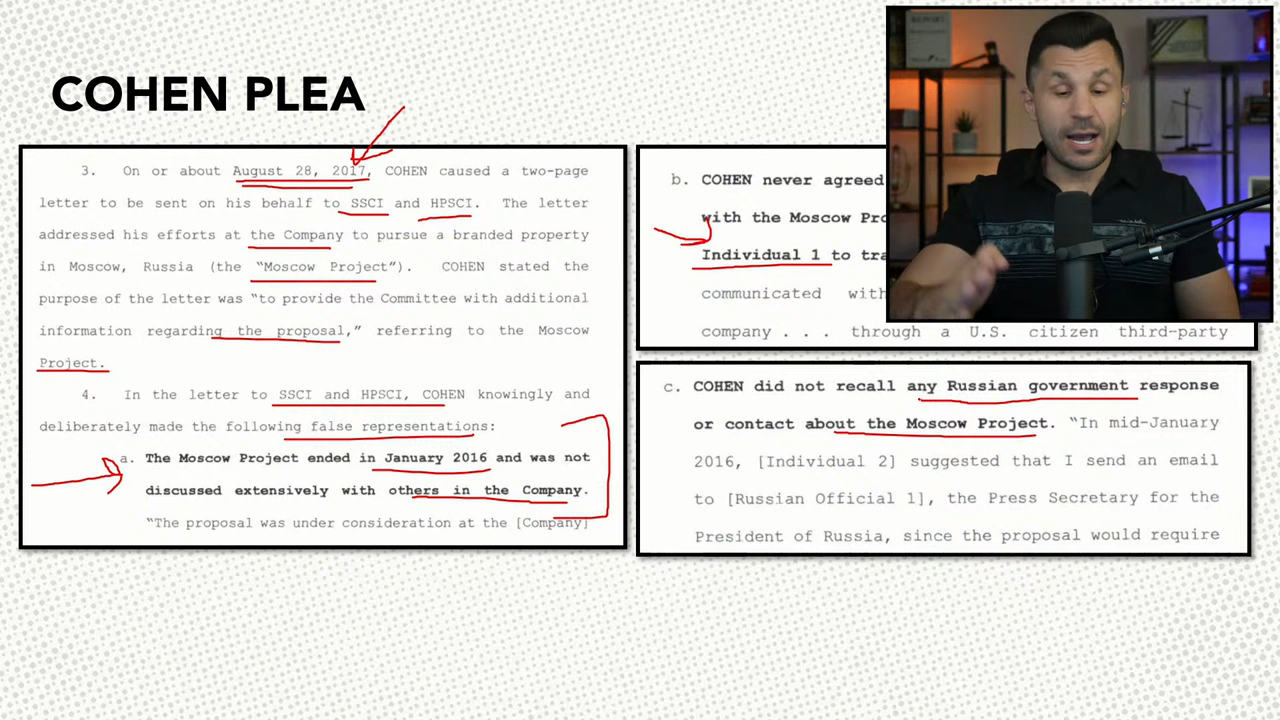 COHEN PLEA
3. On or about August 28, 2017, COHEN caused a two-page
letter to be sent on his behalf to SSCI and HPSCI. The letter
addressed his efforts at the Company to pursue a branded property
in Moscow, Russia (the “Moscow Project”). COHEN stated the
purpose of the letter was “to provide the Committee with additional
information regarding the proposal,” referring to the Moscow
Project.
4. In the letter to SSCI and HPSCI, COHEN knowingly and
deliberately made the following false representations:
a. The Moscow Project ended in January 2016 and was not
discussed extensively with others in the Company.
“The proposal was under consideration at the [Company]
b. COHEN never agreed
with the Moscow Pro
Individual 1 to tra
communicated with
company . . . through a U.S. citizen third-party
c. COHEN did not recall any Russian government response
or contact about the Moscow Project. “In mid-January
2016, [Individual 2] suggested that I send an email
to [Russian Official 1], the Press Secretary for the
President of Russia, since the proposal would require